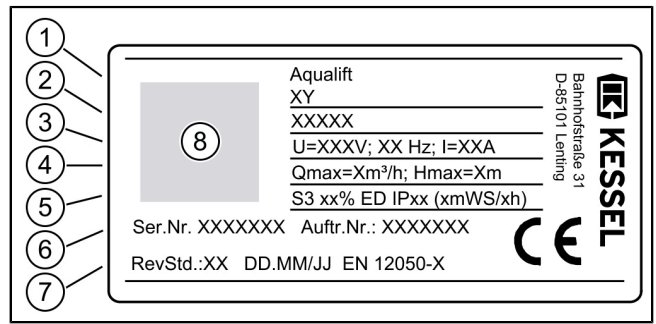 1
2
3
4
5
6
7
8
Aqualift
XY
XXXXX
U=XXXV; XX Hz; I=XXA
Qmax=Xm³/h; Hmax=Xm
S3 xx% ED IPxx (xmWS/xh)
Ser.Nr. XXXXXXX Auftr.Nr.: XXXXXXX
RevStd.:XX DD.MM/JJ EN 12050-X
Bahnhofstraße 31
D-85101 Lenting
KESSEL
CE